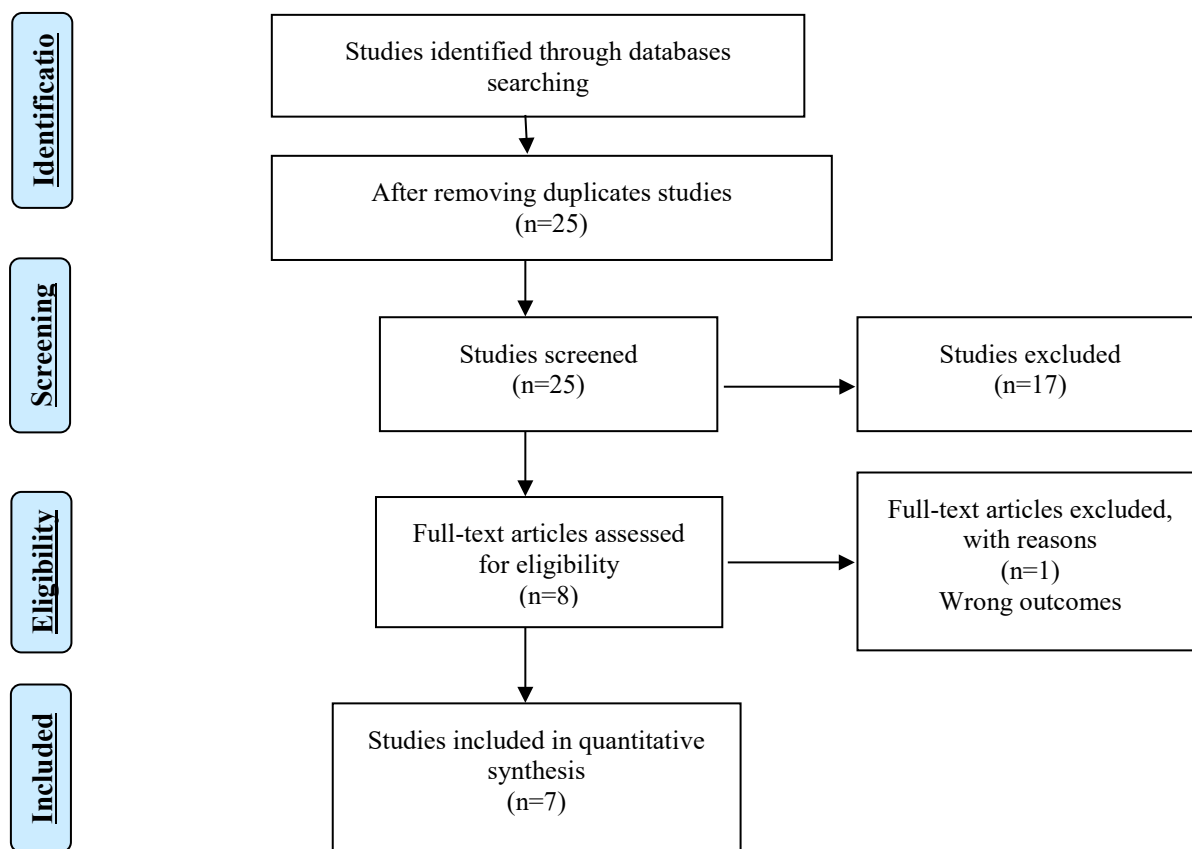 Identificatio
Studies identified through databases
searching
After removing duplicates studies
(n=25)
Screening
Studies screened
(n=25)
Studies excluded
(n=17)
Eligibility
Full-text articles assessed
for eligibility
(n=8)
Full-text articles excluded,
with reasons
(n=1)
Wrong outcomes
Included
Studies included in quantitative
synthesis
(n=7)